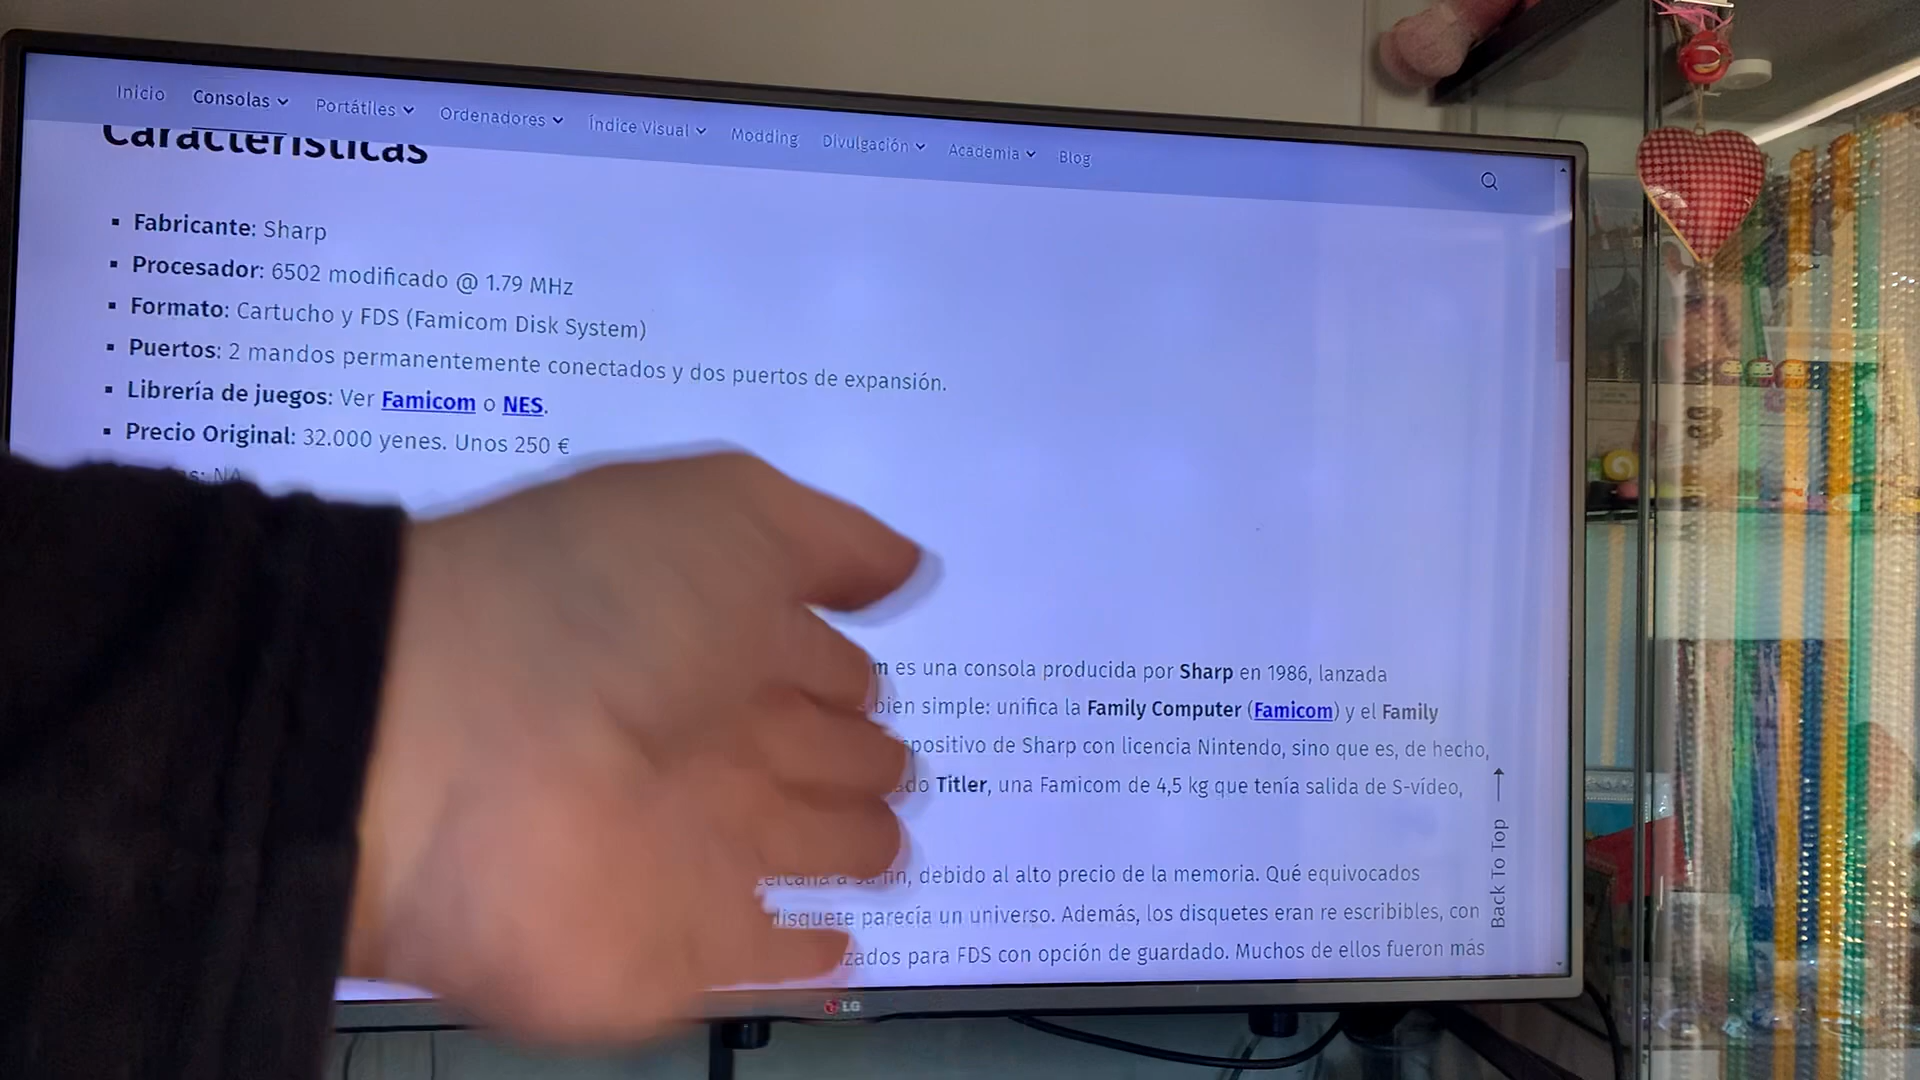 Inicio Consolas Portátiles Ordenadores Índice Visual Modding Divulgación Academia Blog
Características
Fabricante: Sharp
Procesador: 6502 modificado @ 1.79 MHz
Formato: Cartucho y FDS (Famicom Disk System)
Puertos: 2 mandos permanentemente conectados y dos puertos de expansión.
Librería de juegos: Ver Famicom o NES.
Precio Original: 32.000 yenes. Unos 250 €
NA
es una consola producida por Sharp en 1986, lanzada
bien simple: unifica la Family Computer (Famicom) y el Family
de Sharp con licencia Nintendo, sino que es, de hecho,
Titler, una Famicom de 4,5 kg que tenía salida de S-vídeo,
fin, debido al alto precio de la memoria. Qué equivocados
disquete parecía un universo. Además, los disquetes eran re escribibles, con
para FDS con opción de guardado. Muchos de ellos fueron más
Back To Top
LG